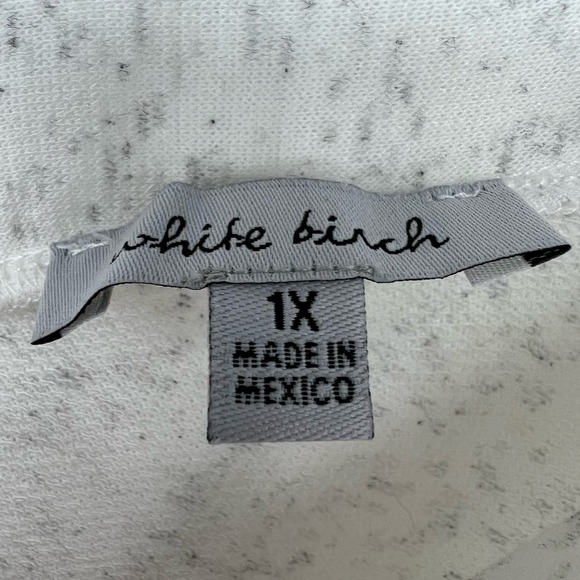 white birch
1X
MADE IN
MEXICO